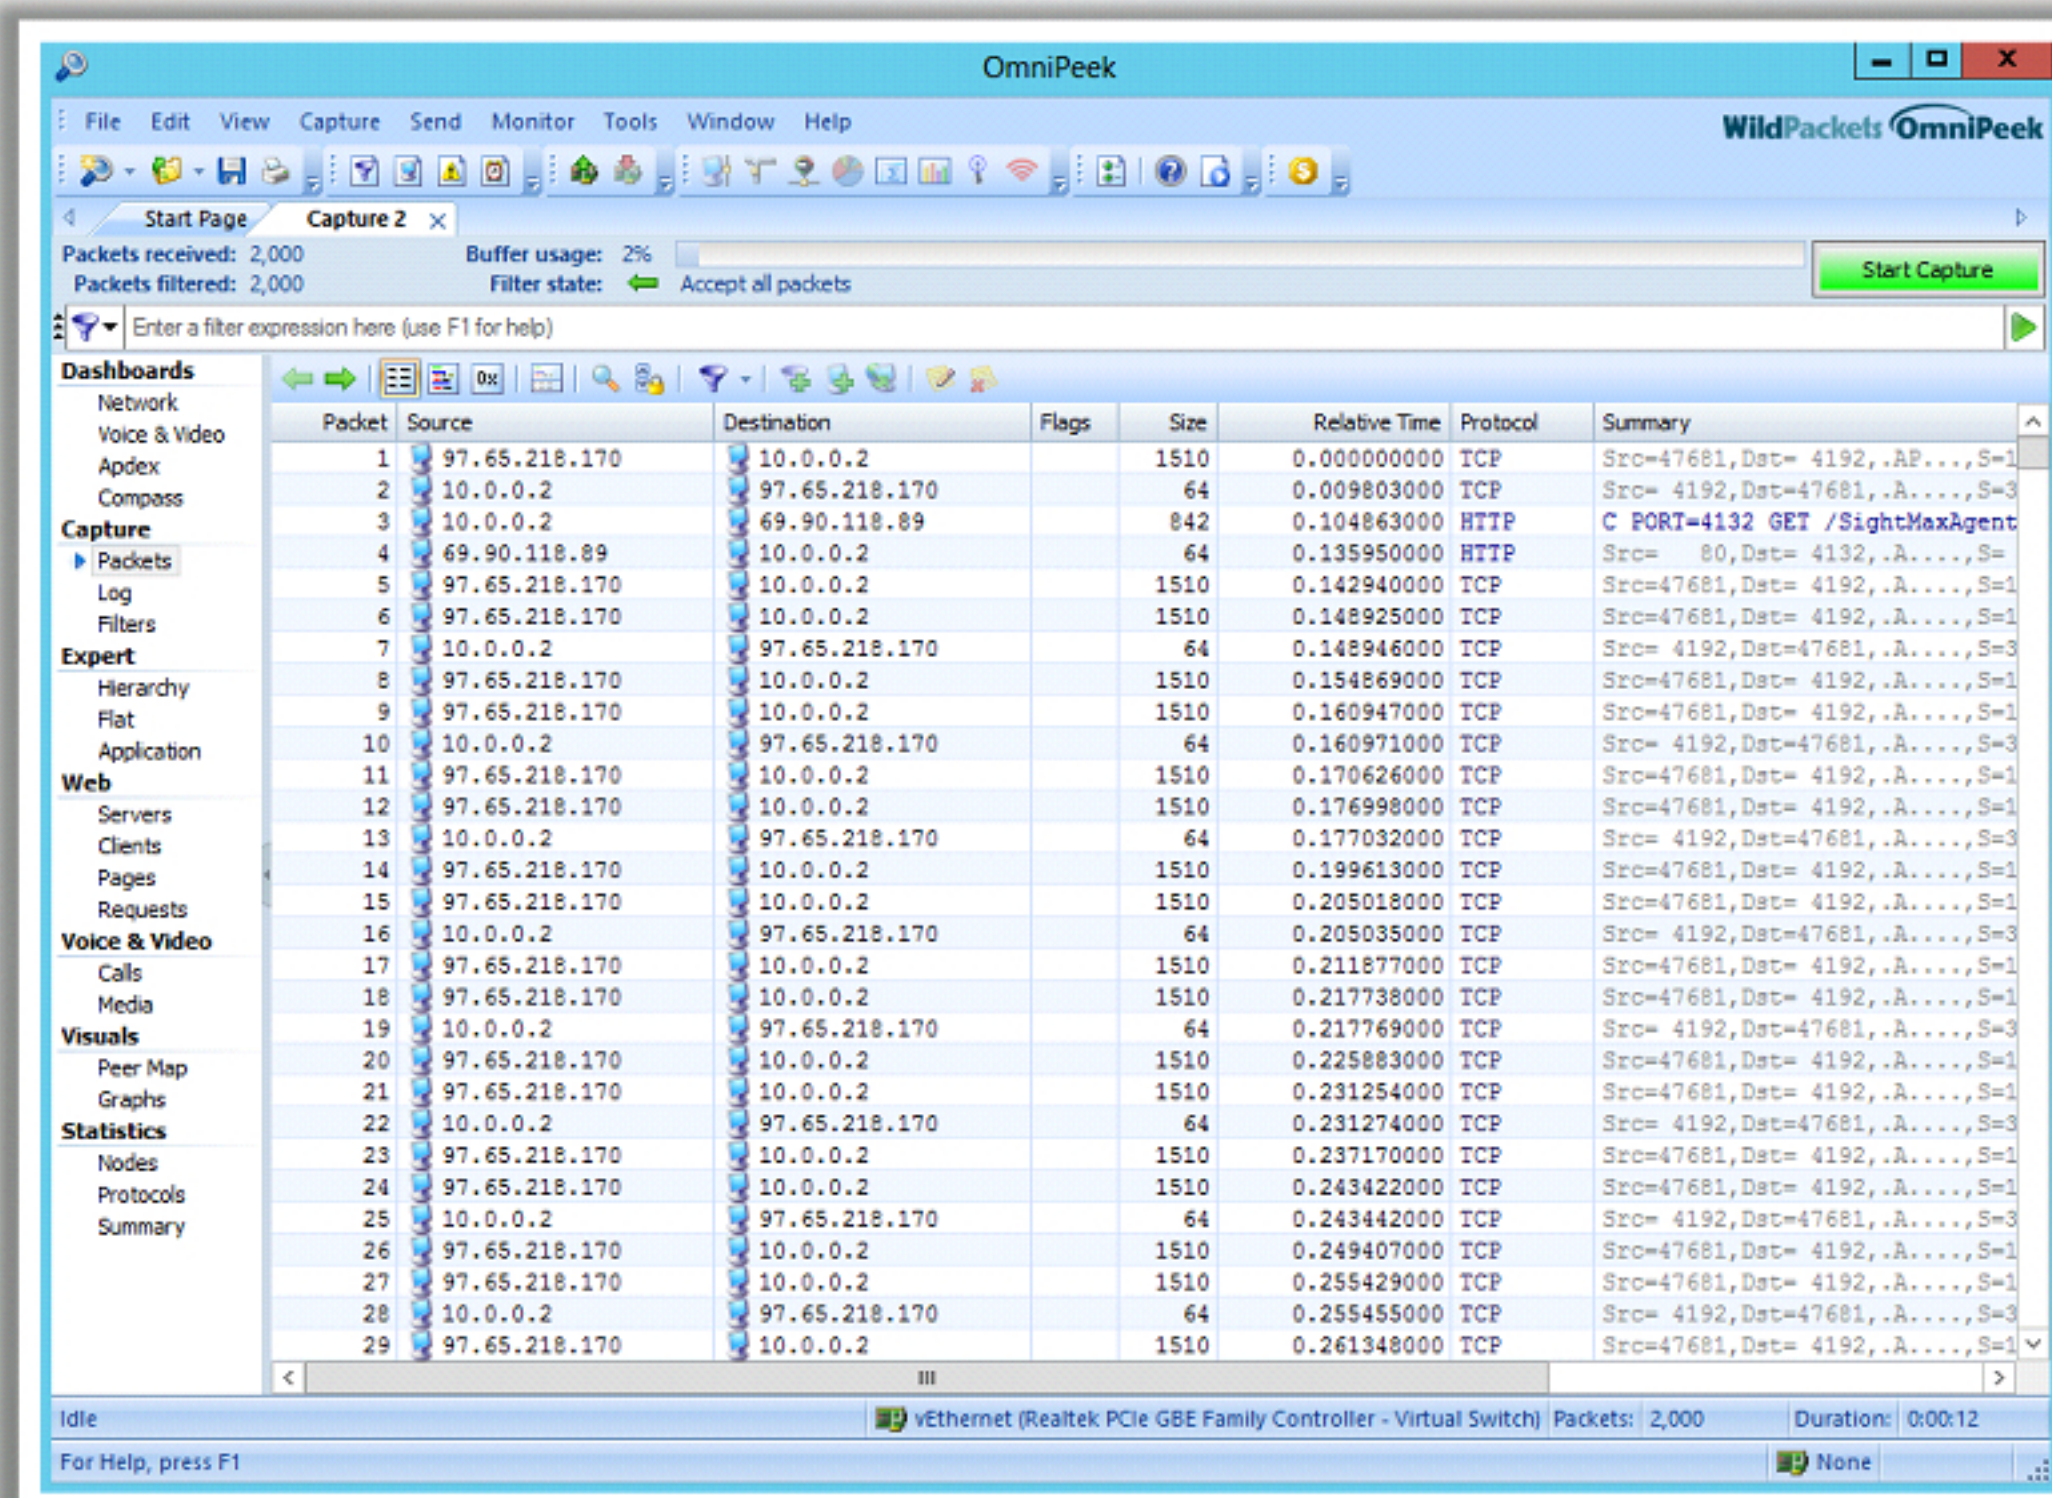 OmniPeek
File Edit View Capture Send Monitor Tools Window Help
WildPackets OmniPeek
Start Page Capture 2
Packets received: 2,000 Buffer usage: 2%
Start Capture
Packets filtered: 2,000 Filter state: Accept all packets
Enter a filter expression here (use F1 for help)
Dashboards
Network
Voice & Video
Apdex
Compass
Capture
Packets
Log
Filters
Expert
Hierarchy
Flat
Application
Web
Servers
Clients
Pages
Requests
Voice & Video
Calls
Media
Visuals
Peer Map
Graphs
Statistics
Nodes
Protocols
Summary
0x
Packet Source Destination Flags Size Relative Time Protocol Summary
1 97.65.218.170 10.0.0.2 1510 0.000000000 TCP Src=47681,Dst= 4192,.AP...,S=1
2 10.0.0.2 97.65.218.170 64 0.009803000 TCP Src= 4192,Dst=47681,.A....,S=3
3 10.0.0.2 69.90.118.89 842 0.104863000 HTTP C PORT=4132 GET /SightMaxAgent
4 69.90.118.89 10.0.0.2 64 0.135950000 HTTP Src= 80,Dst= 4132,.A....,S=
5 97.65.218.170 10.0.0.2 1510 0.142940000 TCP Src=47681,Dst= 4192,.A....,S=1
6 97.65.218.170 10.0.0.2 1510 0.148925000 TCP Src=47681,Dst= 4192,.A....,S=1
7 10.0.0.2 97.65.218.170 64 0.148946000 TCP Src= 4192,Dst=47681,.A....,S=3
8 97.65.218.170 10.0.0.2 1510 0.154869000 TCP Src=47681,Dst= 4192,.A....,S=1
9 97.65.218.170 10.0.0.2 1510 0.160947000 TCP Src=47681,Dst= 4192,.A....,S=1
10 10.0.0.2 97.65.218.170 64 0.160971000 TCP Src= 4192,Dst=47681,.A....,S=3
11 97.65.218.170 10.0.0.2 1510 0.170626000 TCP Src=47681,Dst= 4192,.A....,S=1
12 97.65.218.170 10.0.0.2 1510 0.176998000 TCP Src=47681,Dst= 4192,.A....,S=1
13 10.0.0.2 97.65.218.170 64 0.177032000 TCP Src= 4192,Dst=47681,.A....,S=3
14 97.65.218.170 10.0.0.2 1510 0.199613000 TCP Src=47681,Dst= 4192,.A....,S=1
15 97.65.218.170 10.0.0.2 1510 0.205018000 TCP Src=47681,Dst= 4192,.A....,S=1
16 10.0.0.2 97.65.218.170 64 0.205035000 TCP Src= 4192,Dst=47681,.A....,S=3
17 97.65.218.170 10.0.0.2 1510 0.211877000 TCP Src=47681,Dst= 4192,.A....,S=1
18 97.65.218.170 10.0.0.2 1510 0.217738000 TCP Src=47681,Dst= 4192,.A....,S=1
19 10.0.0.2 97.65.218.170 64 0.217769000 TCP Src= 4192,Dst=47681,.A....,S=3
20 97.65.218.170 10.0.0.2 1510 0.225883000 TCP Src=47681,Dst= 4192,.A....,S=1
21 97.65.218.170 10.0.0.2 1510 0.231254000 TCP Src=47681,Dst= 4192,.A....,S=1
22 10.0.0.2 97.65.218.170 64 0.231274000 TCP Src= 4192,Dst=47681,.A....,S=3
23 97.65.218.170 10.0.0.2 1510 0.237170000 TCP Src=47681,Dst= 4192,.A....,S=1
24 97.65.218.170 10.0.0.2 1510 0.243422000 TCP Src=47681,Dst= 4192,.A....,S=1
25 10.0.0.2 97.65.218.170 64 0.243442000 TCP Src= 4192,Dst=47681,.A....,S=3
26 97.65.218.170 10.0.0.2 1510 0.249407000 TCP Src=47681,Dst= 4192,.A....,S=1
27 97.65.218.170 10.0.0.2 1510 0.255429000 TCP Src=47681,Dst= 4192,.A....,S=1
28 10.0.0.2 97.65.218.170 64 0.255455000 TCP Src= 4192,Dst=47681,.A....,S=3
29 97.65.218.170 10.0.0.2 1510 0.261348000 TCP Src=47681,Dst= 4192,.A....,S=1
Idle vEthernet (Realtek PCIe GBE Family Controller - Virtual Switch) Packets: 2,000 Duration: 0:00:12
For Help, press F1 None